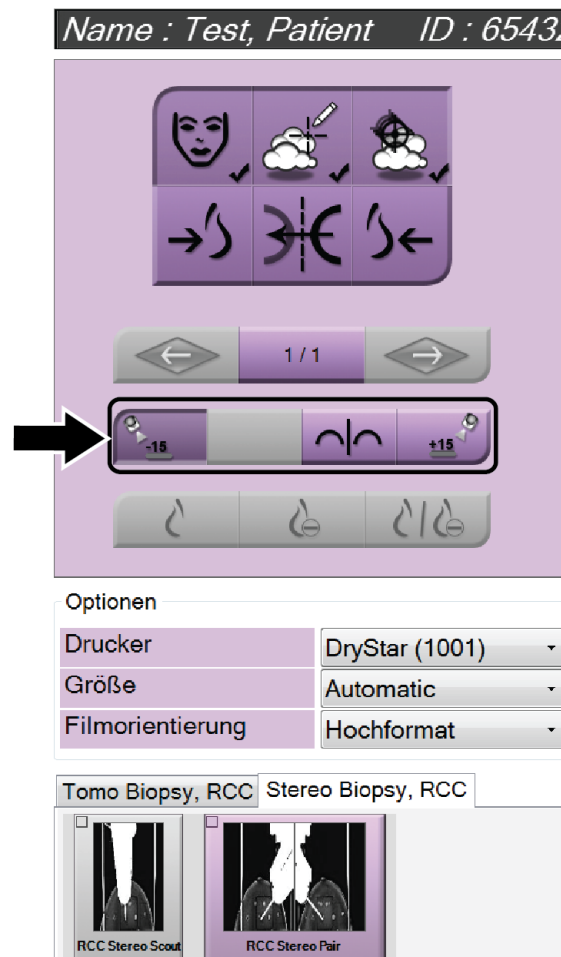 Name : Test, Patient ID : 65432
1 / 1
-15
+15
Optionen
Drucker
DryStar (1001)
Größe
Automatic
Filmorientierung
Hochformat
Tomo Biopsy, RCC
Stereo Biopsy, RCC
RCC Stereo Scout
RCC Stereo Pair